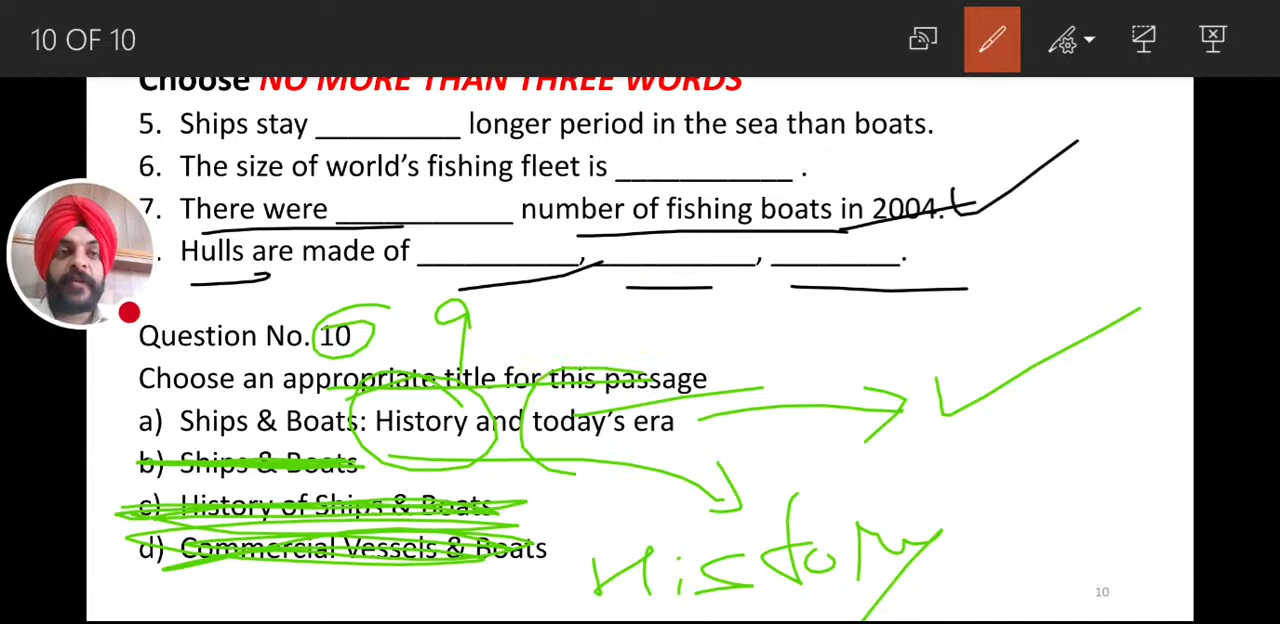 10 OF 10
Choose NO MORE THAN THREE WORDS
5. Ships stay _________ longer period in the sea than boats.
6. The size of world's fishing fleet is ___________ .
7. There were ___________ number of fishing boats in 2004.
. Hulls are made of __________, __________, ________.
9
Question No. 10
Choose an appropriate title for this passage
a) Ships & Boats: History and today's era
b) Ships & Boats
c) History of Ships & Boats
d) Commercial Vessels & Boats
History
10